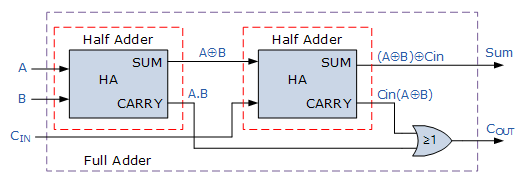 Half Adder
Half Adder
A
SUM
A⊕B
SUM
(A⊕B)⊕Cin
Sum
HA
HA
B
CARRY
A.B
CARRY
Cin(A⊕B)
CIN
≥1
COUT
Full Adder